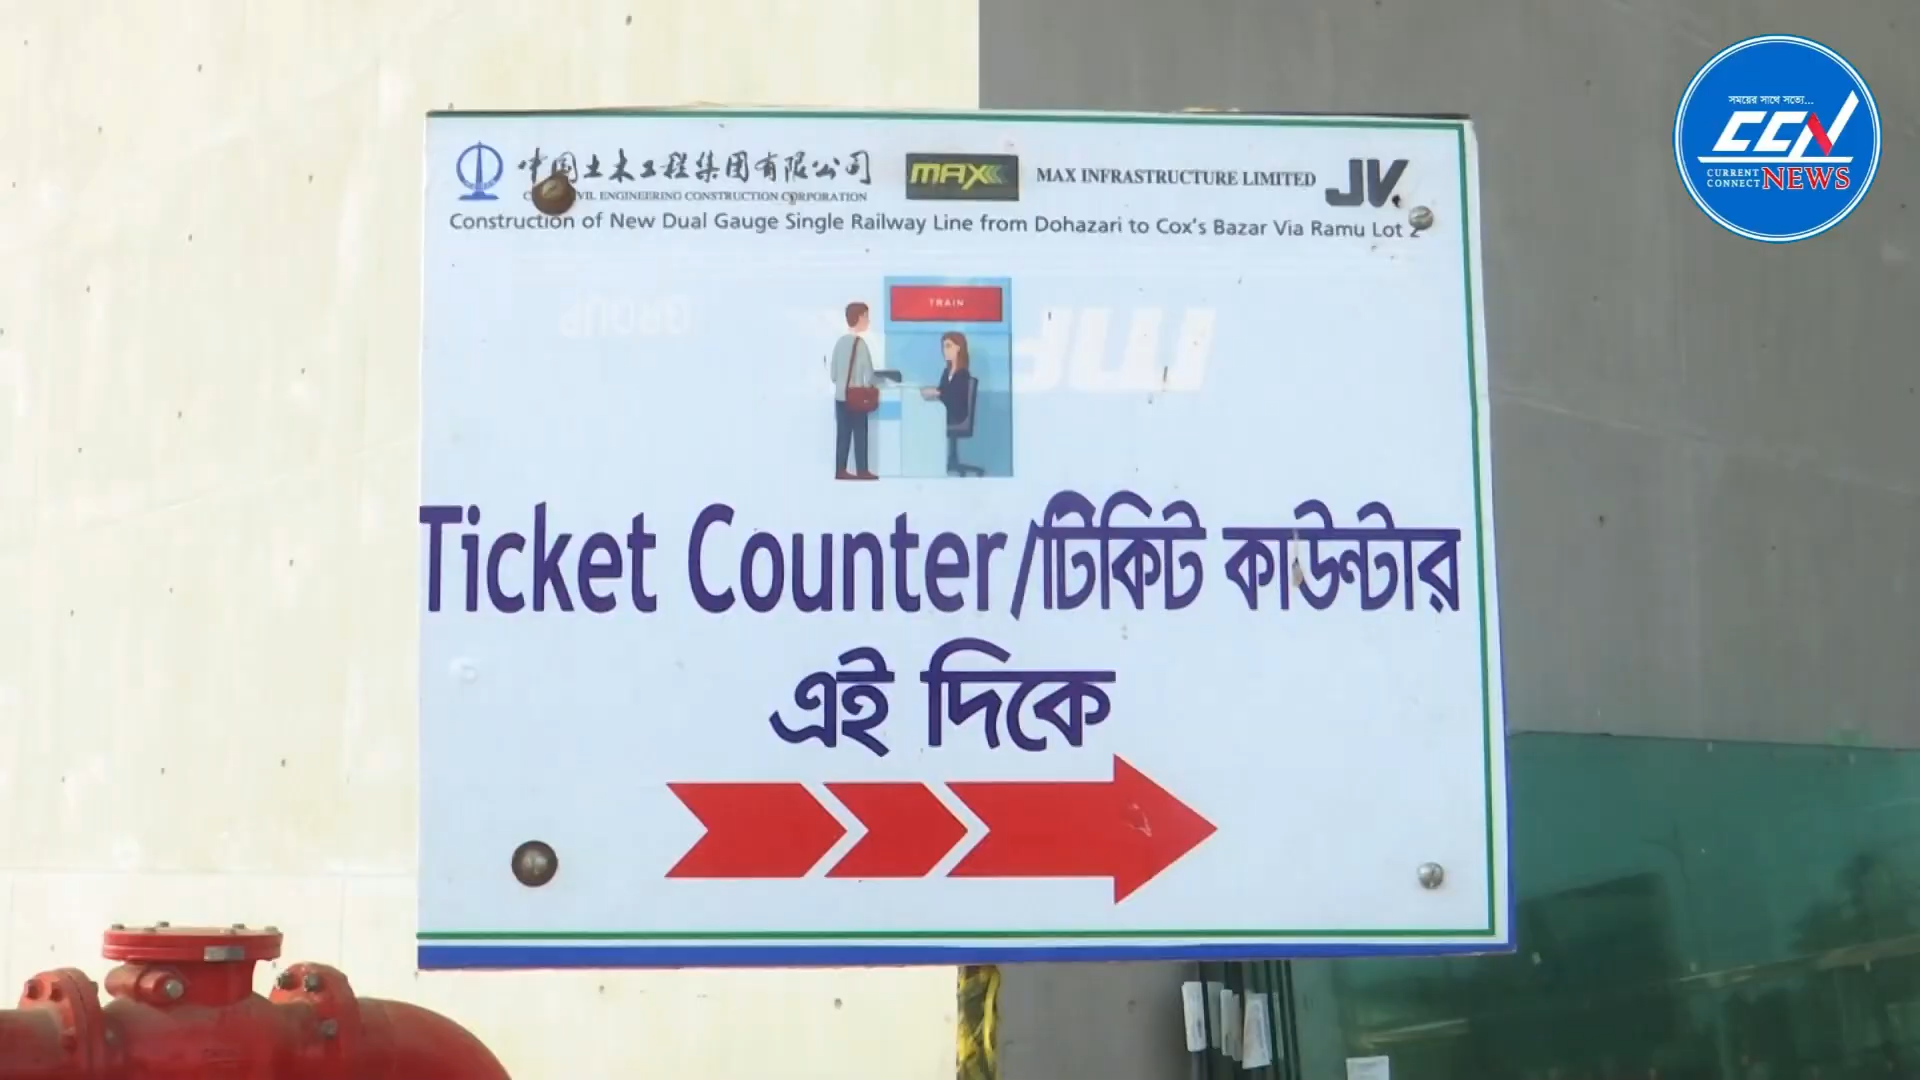 中国土木工程集团有限公司 MAX MAX INFRASTRUCTURE LIMITED JV.
CIVIL ENGINEERING CONSTRUCTION CORPORATION
Construction of New Dual Gauge Single Railway Line from Dohazari to Cox's Bazar Via Ramu Lot 2
TRAIN
Ticket Counter/টিকিট কাউন্টার
এই দিকে
সময়ের সাথে সত্যে...
CCN
CURRENT CONNECT NEWS